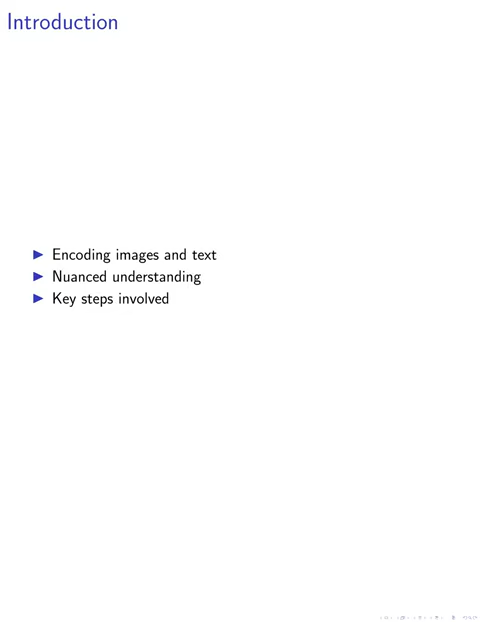 Introduction
Encoding images and text
Nuanced understanding
Key steps involved